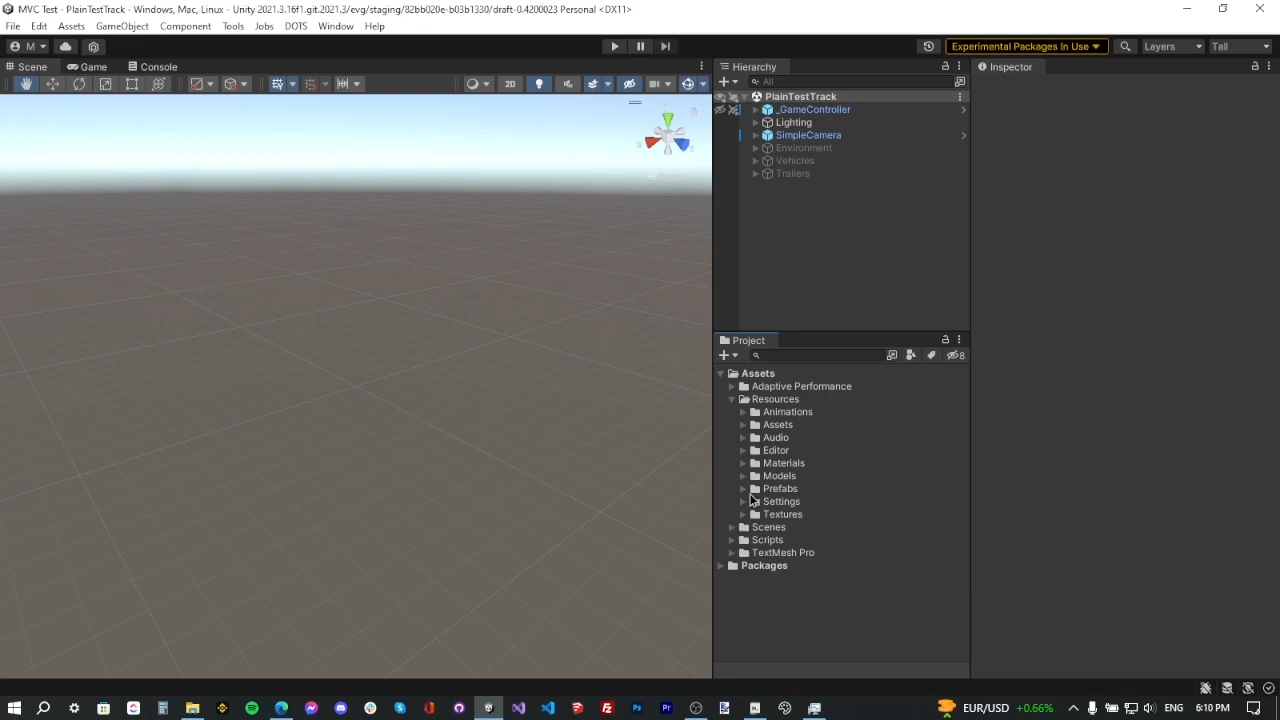 MVC Test - PlainTestTrack - Windows, Mac, Linux - Unity 2021.3.16f1.git.2021.3/evg/staging/82bb020e-b03b1330/draft-0.4200023 Personal <DX11>
File Edit Assets GameObject Component Tools Jobs DOTS Window Help
M Experimental Packages In Use Layers Tall
Scene Game Console
2D
Hierarchy
All
PlainTestTrack
_GameController
Lighting
SimpleCamera
Environment
Vehicles
Trailers
Inspector
Project
8
Assets
Adaptive Performance
Resources
Animations
Assets
Audio
Editor
Materials
Models
Prefabs
Settings
Textures
Scenes
Scripts
TextMesh Pro
Packages
EUR/USD +0.66% ENG 6:10 PM